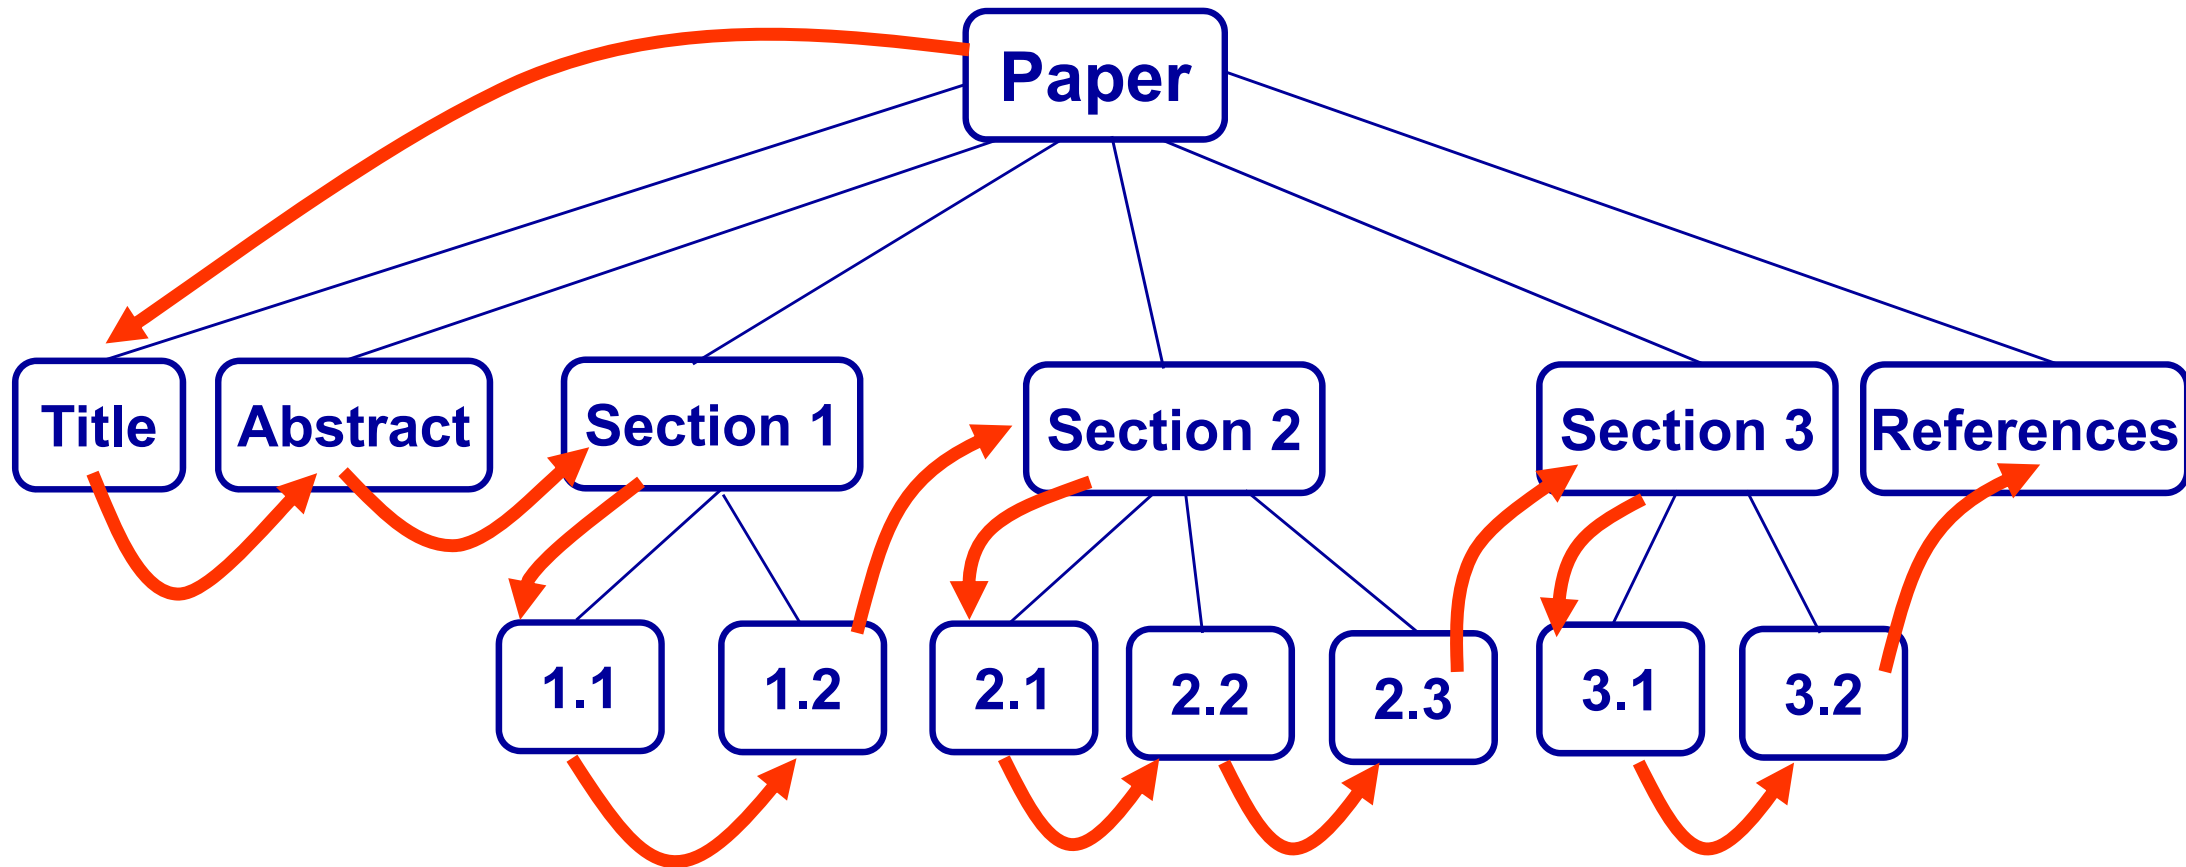 Paper
Title
Abstract
Section 1
Section 2
Section 3
References
1.1
1.2
2.1
2.2
2.3
3.1
3.2